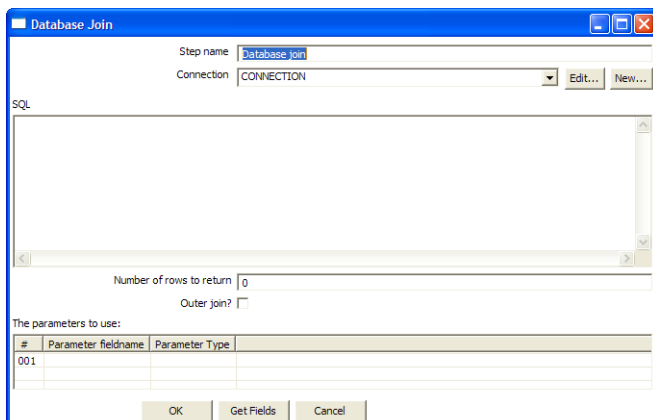 Database Join
Step name Database join
Connection CONNECTION Edit... New...
SQL
Number of rows to return 0
Outer join?
The parameters to use:
# Parameter fieldname Parameter Type
001
OK Get Fields Cancel